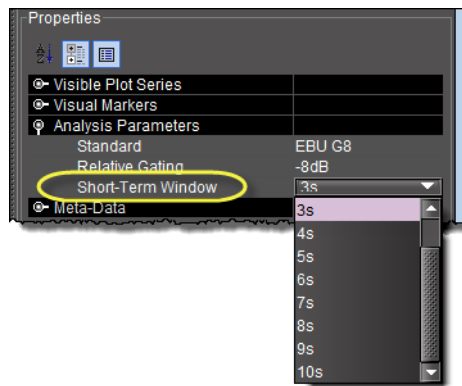 Properties
Visible Plot Series
Visual Markers
Analysis Parameters
Standard EBU G8
Relative Gating -8dB
Short-Term Window 3s
Meta-Data
3s
4s
5s
6s
7s
8s
9s
10s